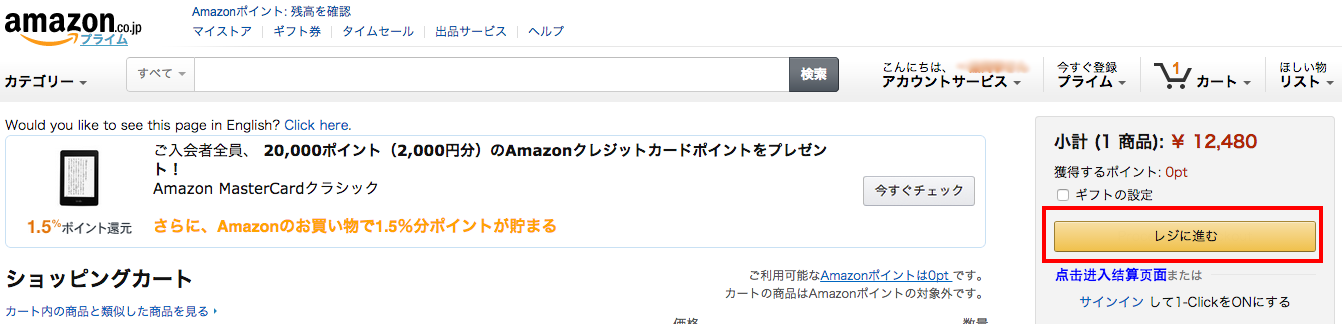 amazon.co.jp
プライム
Amazonポイント: 残高を確認
マイストア ギフト券 タイムセール 出品サービス ヘルプ
カテゴリー
すべて
検索
こんにちは、
アカウントサービス
今すぐ登録
プライム
1
カート
ほしい物
リスト
Would you like to see this page in English? Click here.
ご入会者全員、 20,000ポイント（2,000円分）のAmazonクレジットカードポイントをプレゼン
ト！
Amazon MasterCardクラシック
今すぐチェック
1.5%ポイント還元
さらに、Amazonのお買い物で1.5%分ポイントが貯まる
小計 (1 商品): ￥ 12,480
獲得するポイント: 0pt
ギフトの設定
レジに進む
点击进入结算页面または
サインイン して1-ClickをONにする
ショッピングカート
ご利用可能なAmazonポイントは0pt です。
カートの商品はAmazonポイントの対象外です。
カート内の商品と類似した商品を見る
価格 数量